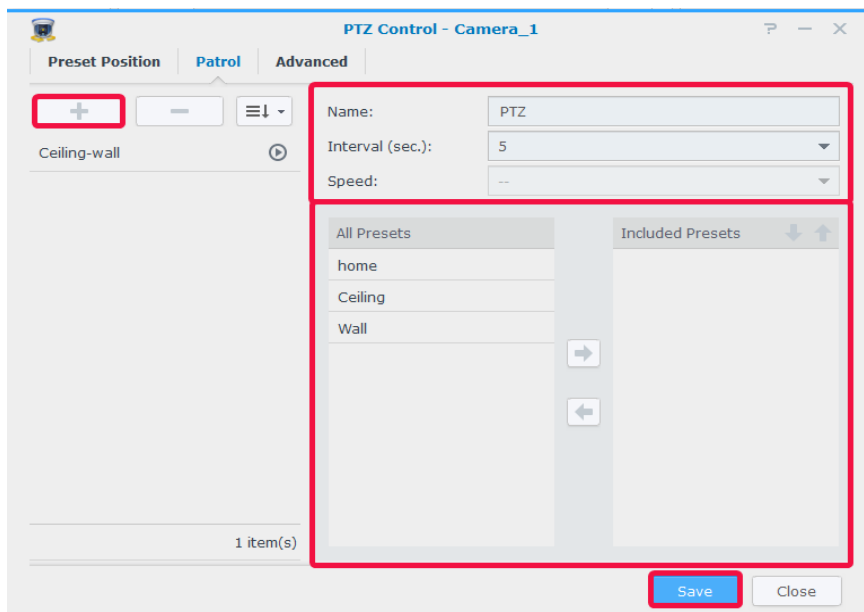 PTZ Control - Camera_1
Preset Position Patrol Advanced
Ceiling-wall
1 item(s)
Name: PTZ
Interval (sec.): 5
Speed: --
All Presets
home
Ceiling
Wall
Included Presets
Save Close